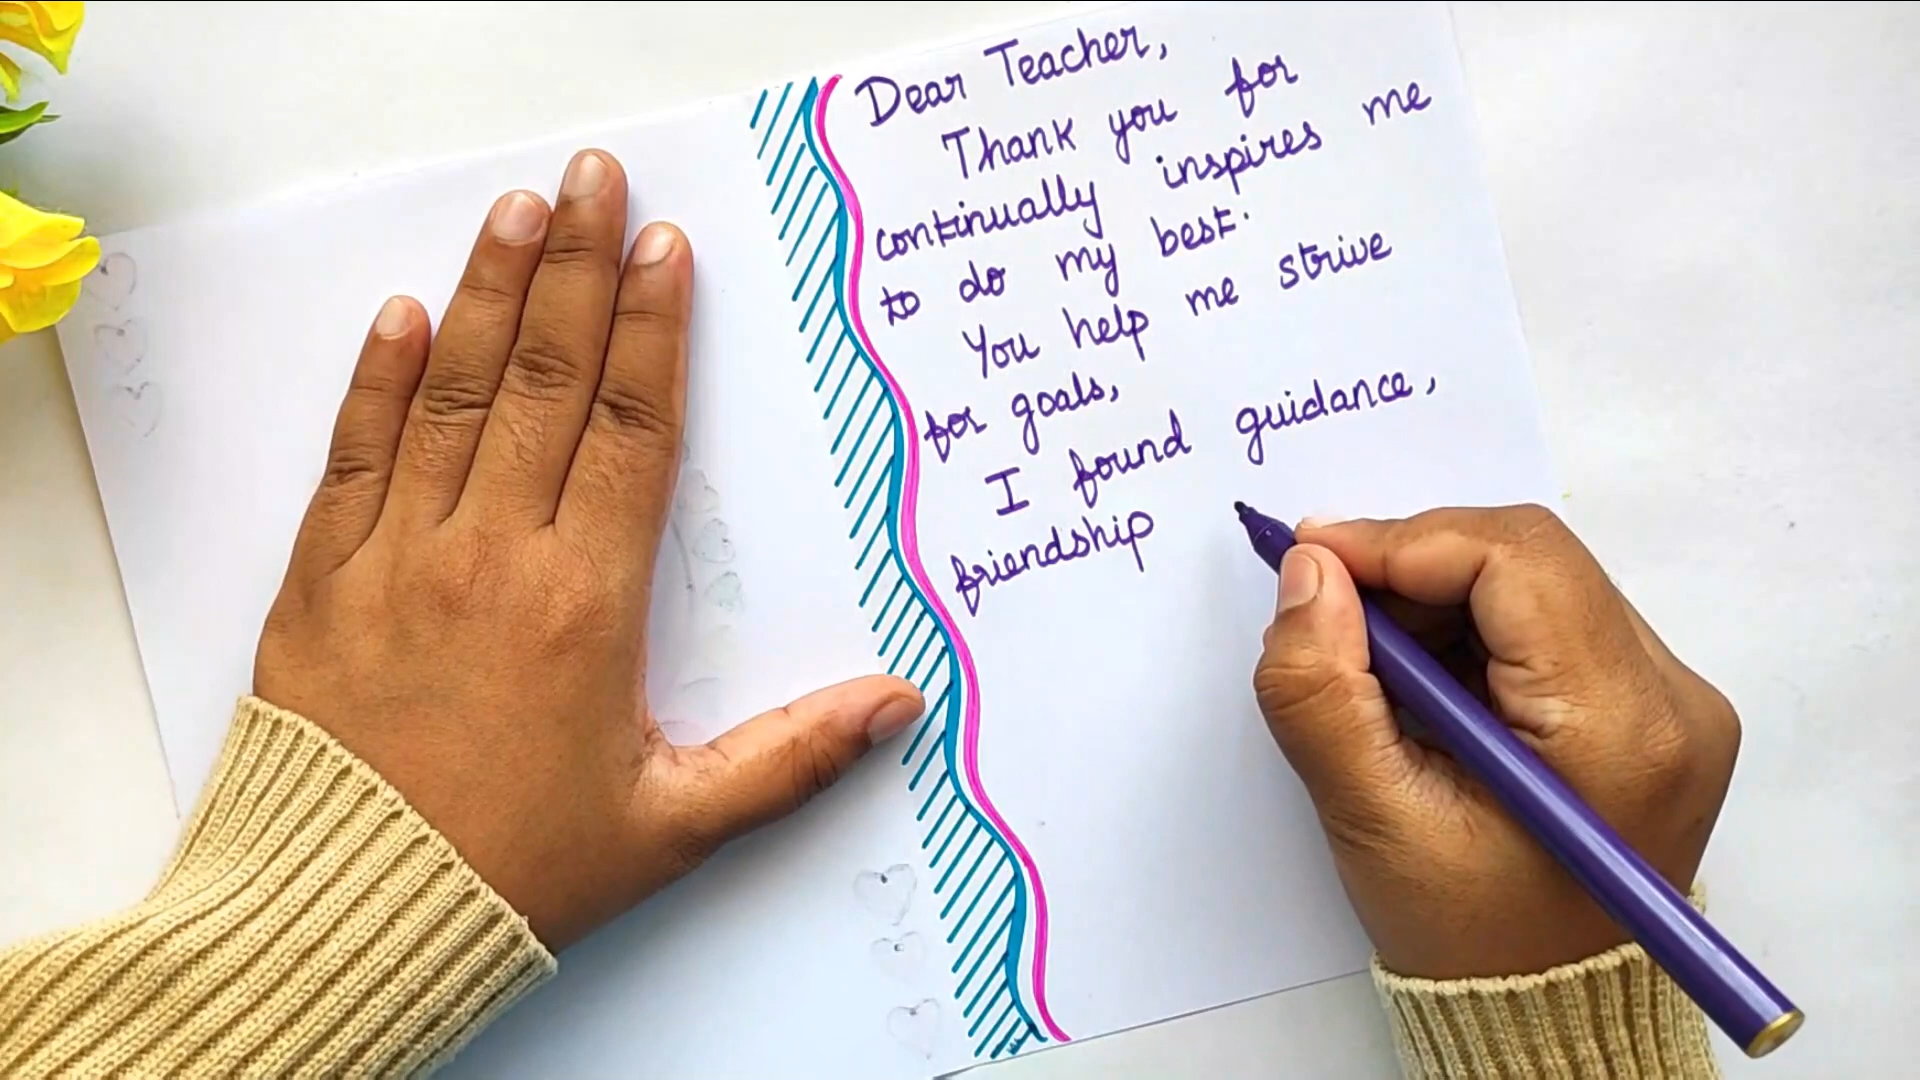 Dear Teacher,
Thank you for
continually inspires me
to do my best.
You help me strive
for goals,
I found guidance,
friendship